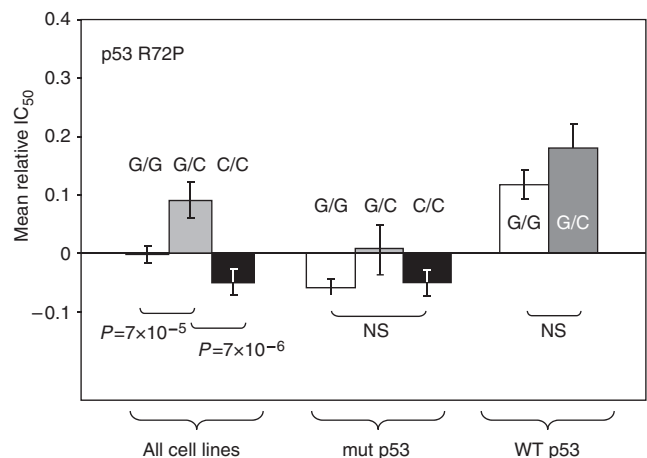 Mean relative IC50
0.4
0.3
0.2
0.1
0
−0.1
p53 R72P
G/G G/C C/C
G/G G/C C/C
G/G G/C
P=7×10−5
P=7×10−6
NS
NS
All cell lines
mut p53
WT p53